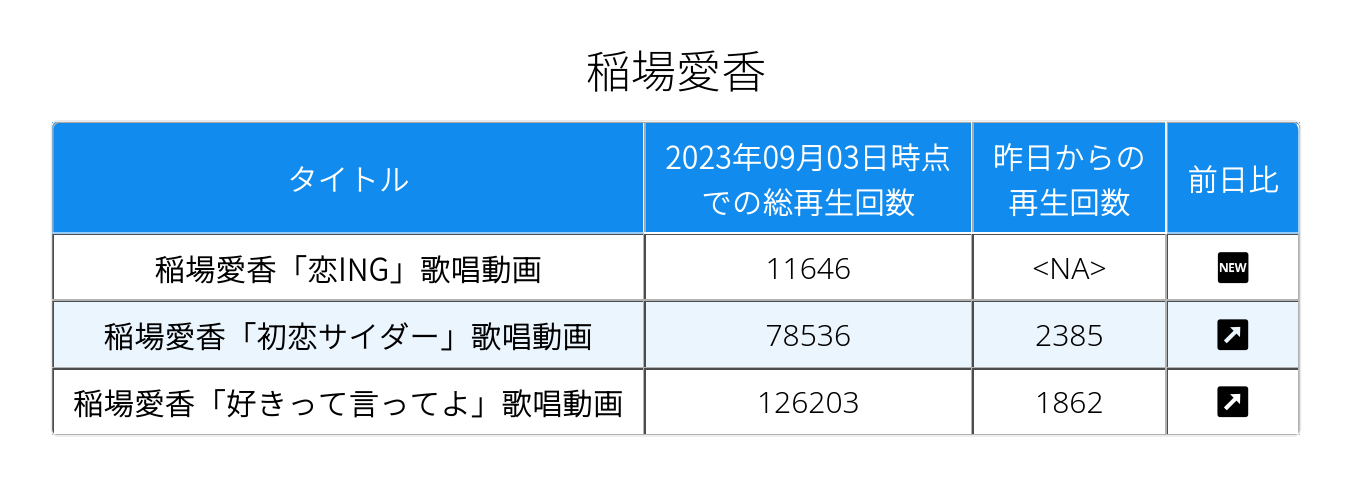 稲場愛香
タイトル
2023年09月03日時点
での総再生回数
昨日からの
再生回数
前日比
稲場愛香「恋ING」歌唱動画
11646
<NA>
NEW
稲場愛香「初恋サイダー」歌唱動画
78536
2385
稲場愛香「好きって言ってよ」歌唱動画
126203
1862